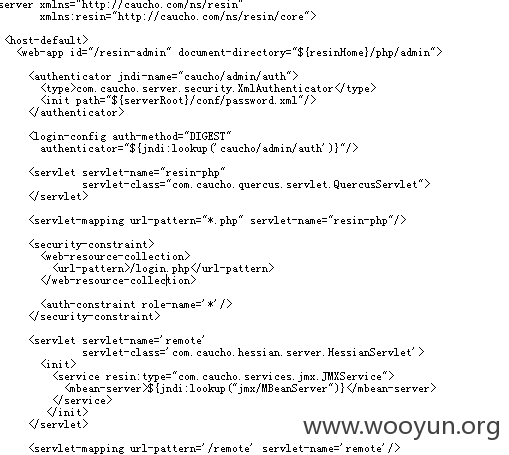 server xmlns="http://caucho.com/ns/resin"
xmlns:resin="http://caucho.com/ns/resin/core">
<host-default>
<web-app id="/resin-admin" document-directory="${resinHome}/php/admin">
<authenticator jndi-name="caucho/admin/auth">
<type>com.caucho.server.security.XmlAuthenticator</type>
<init path="${serverRoot}/conf/password.xml"/>
</authenticator>
<login-config auth-method="DIGEST"
authenticator="${jndi:lookup('caucho/admin/auth')}"/>
<servlet servlet-name="resin-php"
servlet-class="com.caucho.quercus.servlet.QuercusServlet">
</servlet>
<servlet-mapping url-pattern="*.php" servlet-name="resin-php"/>
<security-constraint>
<web-resource-collection>
<url-pattern>/login.php</url-pattern>
</web-resource-collection>
<auth-constraint role-name='*'/>
</security-constraint>
<servlet servlet-name='remote'
servlet-class='com.caucho.hessian.server.HessianServlet'>
<init>
<service resin:type="com.caucho.services.jmx.JMXService">
<mbean-server>${jndi:lookup("jmx/MBeanServer")}</mbean-server>
</service>
</init>
</servlet>
<servlet-mapping url-pattern='/remote' servlet-name='remote'/>
www.wooyun.org